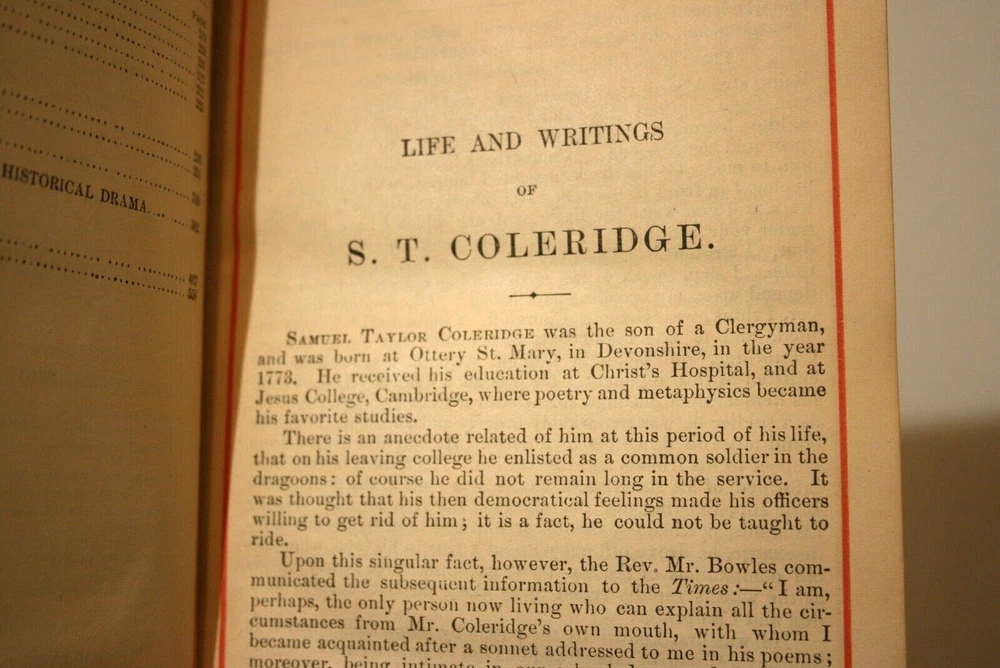 HISTORICAL DRAMA
LIFE AND WRITINGS
OF
S. T. COLERIDGE.
SAMUEL TAYLOR COLERIDGE was the son of a Clergyman,
and was born at Ottery St. Mary, in Devonshire, in the year
1773. He received his education at Christ's Hospital, and at
Jesus College, Cambridge, where poetry and metaphysics became
his favorite studies.
There is an anecdote related of him at this period of his life,
that on his leaving college he enlisted as a common soldier in the
dragoons: of course he did not remain long in the service. It
was thought that his then democratical feelings made his officers
willing to get rid of him; it is a fact, he could not be taught to
ride.
Upon this singular fact, however, the Rev. Mr. Bowles com-
municated the subsequent information to the Times:—"I am,
perhaps, the only person now living who can explain all the cir-
cumstances from Mr. Coleridge's own mouth, with whom I
became acquainted after a sonnet addressed to me in his poems;
moreover, being intimate in our